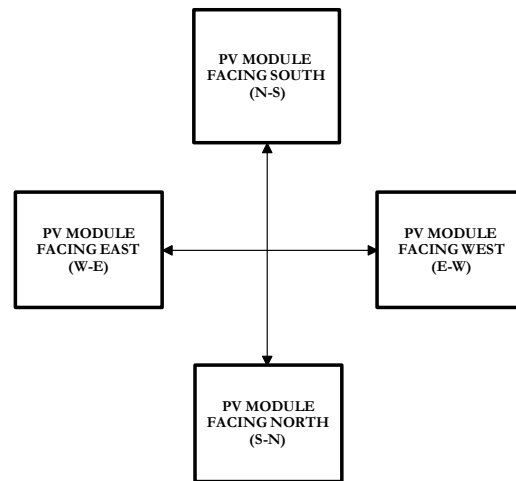 PV MODULE
FACING SOUTH
(N-S)
PV MODULE
FACING EAST
(W-E)
PV MODULE
FACING WEST
(E-W)
PV MODULE
FACING NORTH
(S-N)